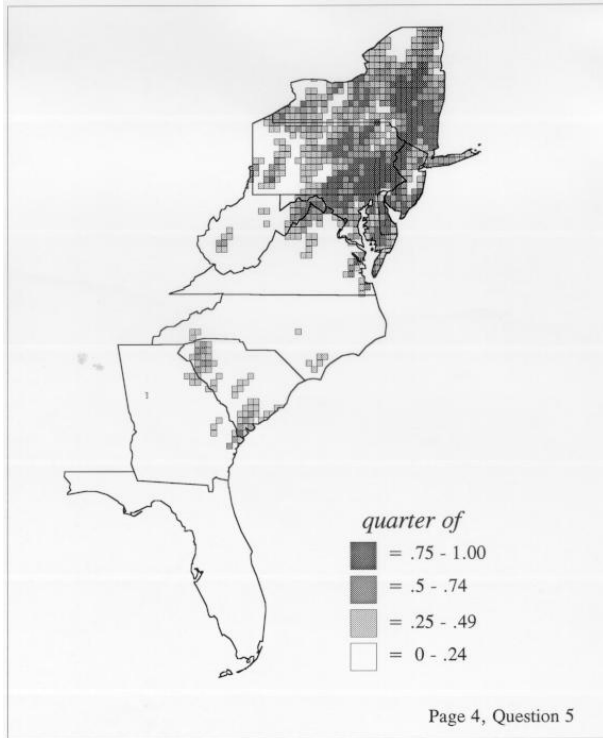 quarter of
= .75 - 1.00
= .5 - .74
= .25 - .49
= 0 - .24
Page 4, Question 5